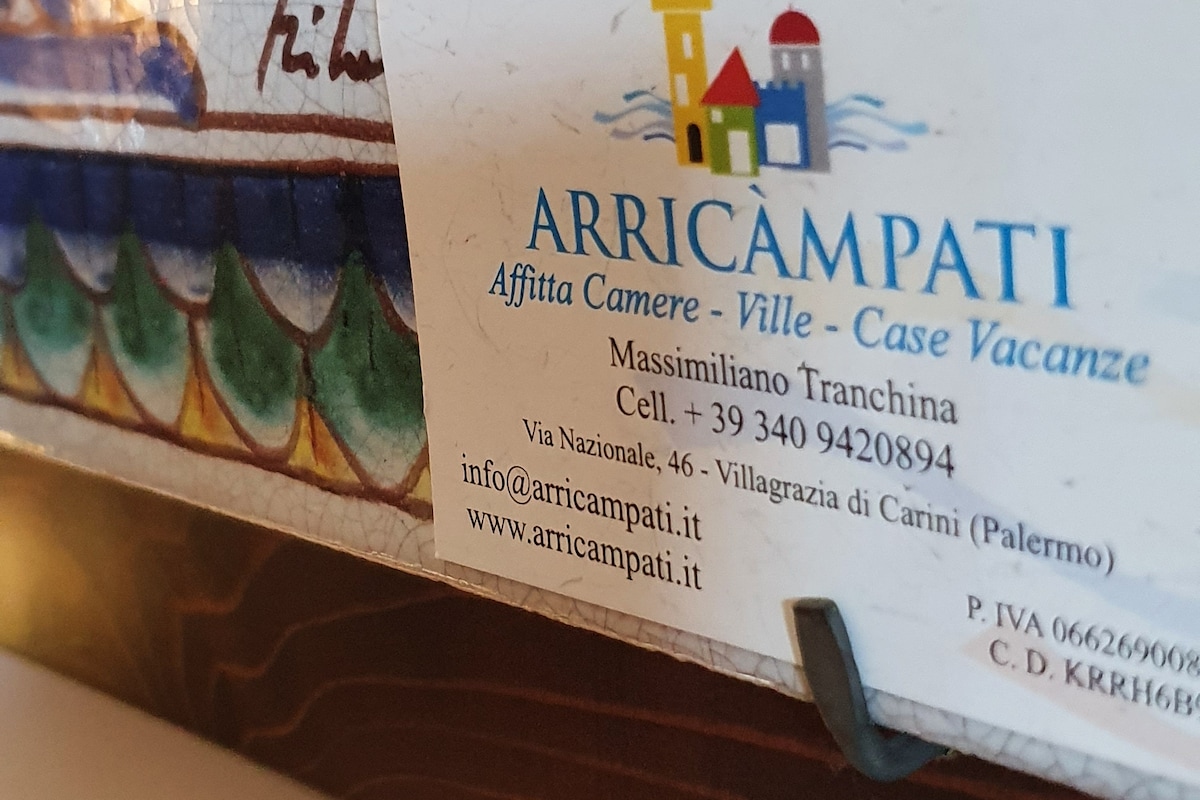 ARRICÀMPATI
Affitta Camere - Ville - Case Vacanze
Massimiliano Tranchina
Cell. + 39 340 9420894
Via Nazionale, 46 - Villagrazia di Carini (Palermo)
info@arricampati.it
www.arricampati.it
P. IVA
C. D.